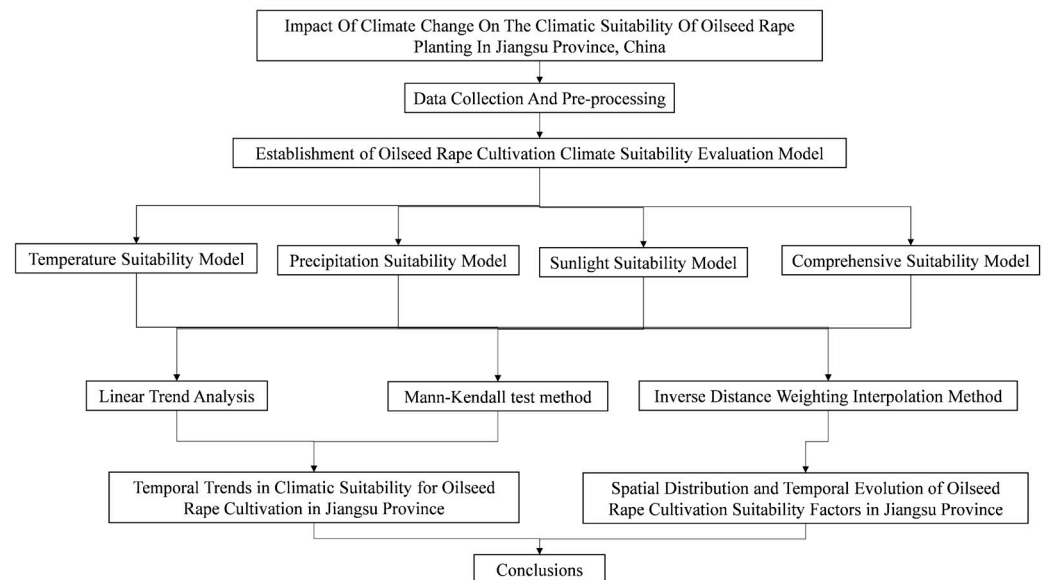 Impact Of Climate Change On The Climatic Suitability Of Oilseed Rape
Planting In Jiangsu Province, China
Data Collection And Pre-processing
Establishment of Oilseed Rape Cultivation Climate Suitability Evaluation Model
Temperature Suitability Model
Precipitation Suitability Model
Sunlight Suitability Model
Comprehensive Suitability Model
Linear Trend Analysis
Mann-Kendall test method
Inverse Distance Weighting Interpolation Method
Temporal Trends in Climatic Suitability for Oilseed
Rape Cultivation in Jiangsu Province
Spatial Distribution and Temporal Evolution of Oilseed
Rape Cultivation Suitability Factors in Jiangsu Province
Conclusions